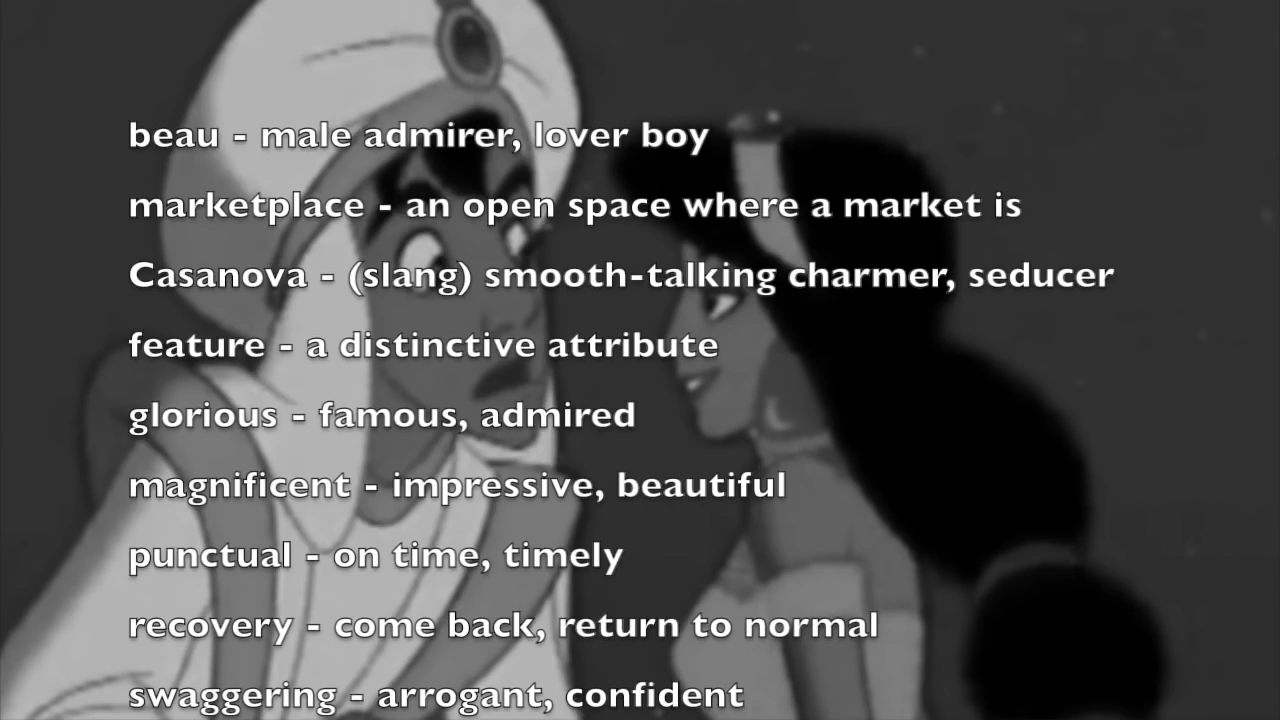 beau - male admirer, lover boy
marketplace - an open space where a market is
Casanova - (slang) smooth-talking charmer, seducer
feature - a distinctive attribute
glorious - famous, admired
magnificent - impressive, beautiful
punctual - on time, timely
recovery - come back, return to normal
swaggering - arrogant, confident